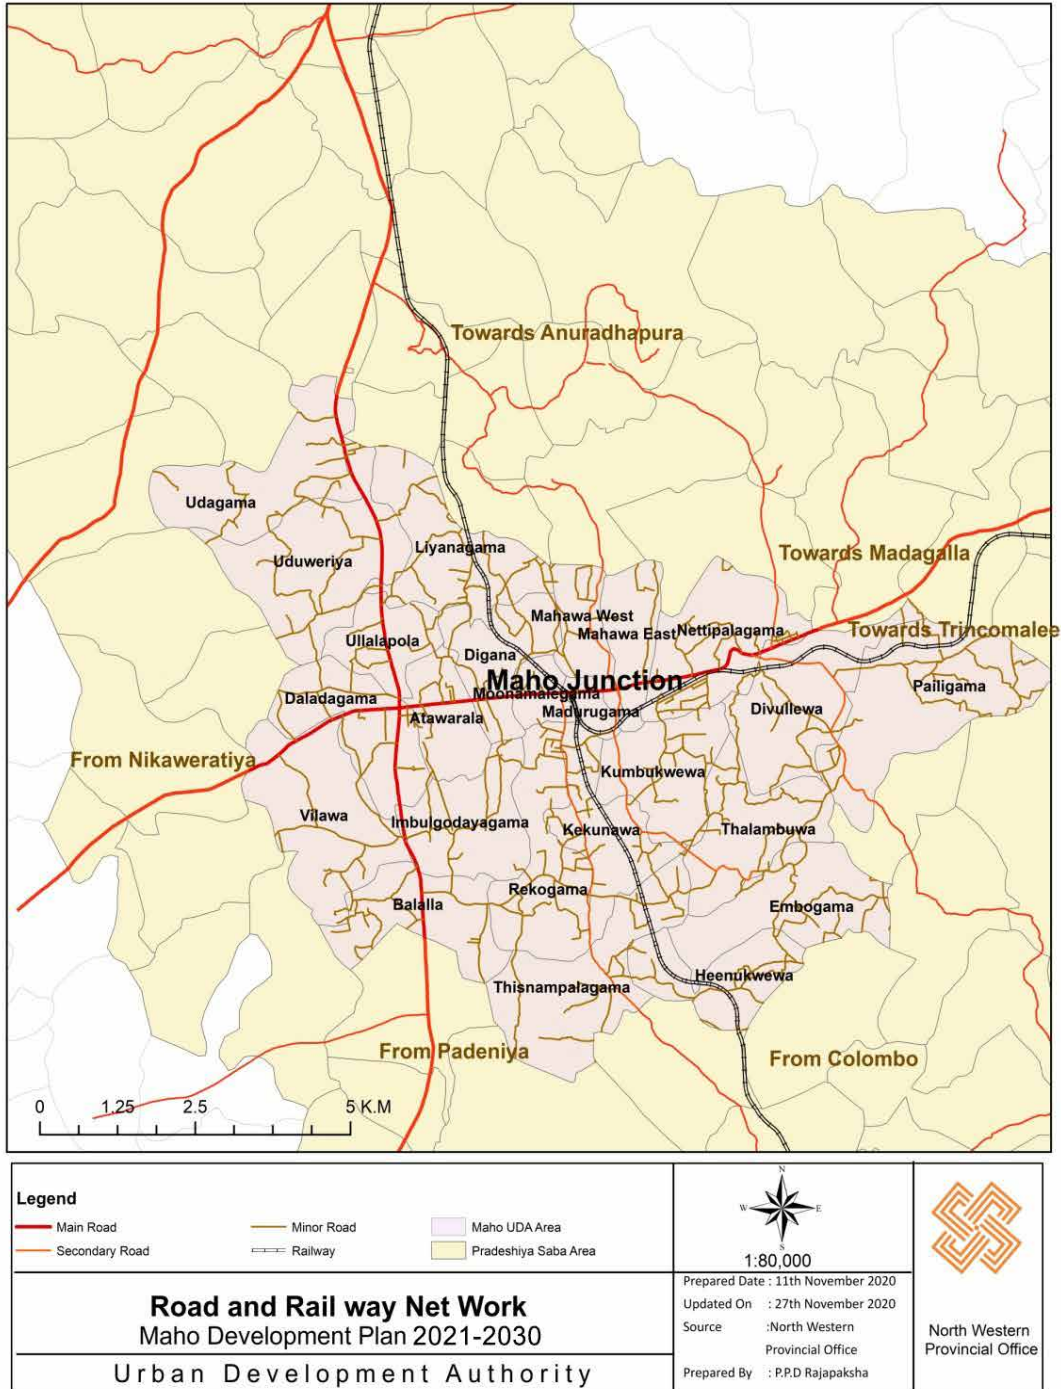 Towards Anuradhapura
Udagama
Liyanagama
Uduweriya
Towards Madagalla
Mahawa West
Mahawa East
Nettipalagama
Towards Trincomalee
Ullalapola
Digana
Maho Junction
Pailigama
Daladagama
Moonamalegama
Atawarala
Madurugama
Divullewa
From Nikaweratiya
Kumbukwewa
Vilawa
Imbulgodayagama
Kekunawa
Thalambuwa
Rekogama
Balalla
Embogama
Thisnampalagama
Heenukwewa
From Padeniya
From Colombo
0 1.25 2.5 5 K.M
Legend
Main Road
Minor Road
Maho UDA Area
Secondary Road
Railway
Pradeshiya Saba Area
N
W E
S
1:80,000
Road and Rail way Net Work
Maho Development Plan 2021-2030
Urban Development Authority
Prepared Date : 11th November 2020
Updated On : 27th November 2020
Source :North Western
Provincial Office
Prepared By : P.P.D Rajapaksha
North Western
Provincial Office